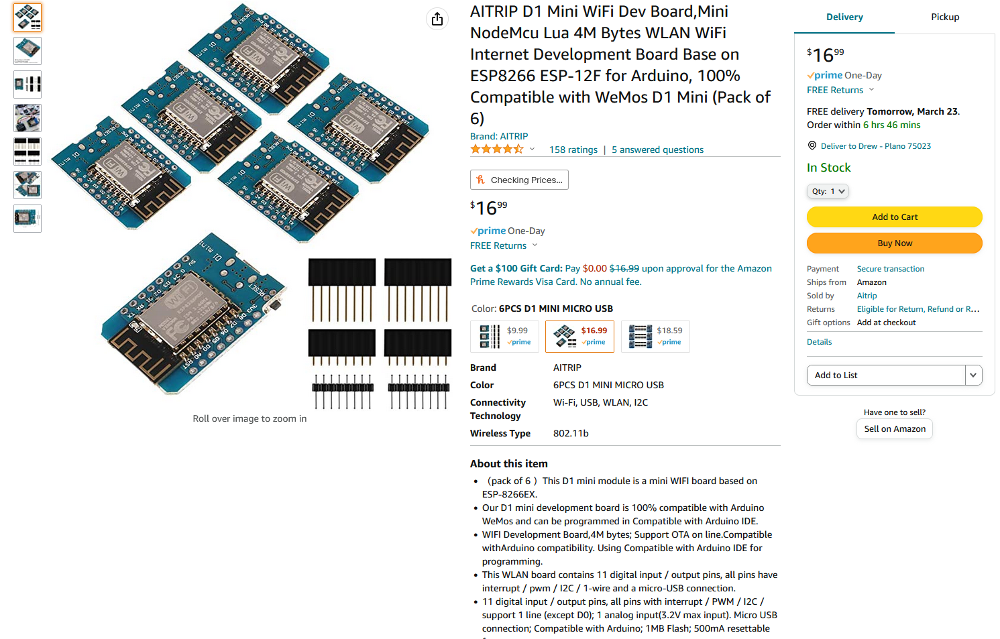 AITRIP D1 Mini WiFi Dev Board,Mini
NodeMcu Lua 4M Bytes WLAN WiFi
Internet Development Board Base on
ESP8266 ESP-12F for Arduino, 100%
Compatible with WeMos D1 Mini (Pack of
6)
Brand: AITRIP
158 ratings | 5 answered questions
Checking Prices...
$16 99
prime One-Day
FREE Returns
Get a $100 Gift Card: Pay $0.00 $16.99 upon approval for the Amazon
Prime Rewards Visa Card. No annual fee.
Color: 6PCS D1 MINI MICRO USB
$9.99
prime
$16.99
prime
$18.59
prime
Brand AITRIP
Color 6PCS D1 MINI MICRO USB
Connectivity Wi-Fi, USB, WLAN, I2C
Technology
Wireless Type 802.11b
About this item
• （pack of 6 ）This D1 mini module is a mini WIFI board based on
ESP-8266EX.
• Our D1 mini development board is 100% compatible with Arduino
WeMos and can be programmed in Compatible with Arduino IDE.
• WIFI Development Board,4M bytes; Support OTA on line.Compatible
withArduino compatibility. Using Compatible with Arduino IDE for
programming.
• This WLAN board contains 11 digital input / output pins, all pins have
interrupt / pwm / I2C / 1-wire and a micro-USB connection.
• 11 digital input / output pins, all pins with interrupt / PWM / I2C /
support 1 line (except D0); 1 analog input(3.2V max input). Micro USB
connection; Compatible with Arduino; 1MB Flash; 500mA resettable
Roll over image to zoom in
Delivery Pickup
$16 99
prime One-Day
FREE Returns
FREE delivery Tomorrow, March 23.
Order within 6 hrs 46 mins
Deliver to Drew - Plano 75023
In Stock
Qty: 1
Add to Cart
Buy Now
Payment Secure transaction
Ships from Amazon
Sold by Aitrip
Returns Eligible for Return, Refund or R...
Gift options Add at checkout
Details
Add to List
Have one to sell?
Sell on Amazon